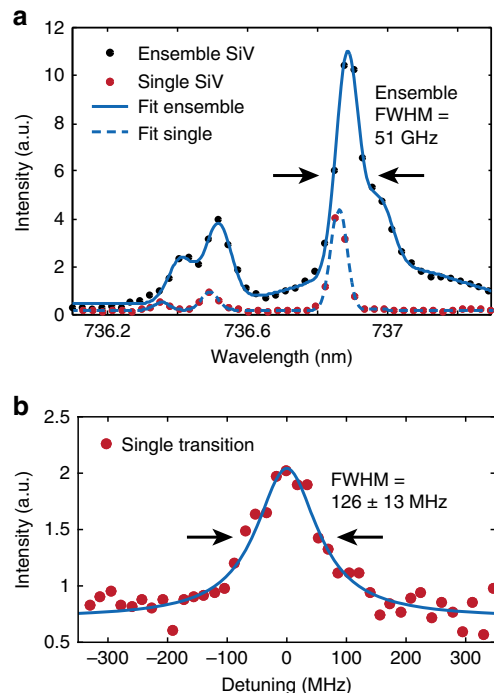 a
12
10
8
6
4
2
0
Intensity (a.u.)
Ensemble SiV
Single SiV
Fit ensemble
Fit single
Ensemble
FWHM =
51 GHz
736.2
736.6
737
Wavelength (nm)
b
2.5
2
1.5
1
0.5
Intensity (a.u.)
Single transition
FWHM =
126 ± 13 MHz
−300
−200
−100
0
100
200
300
Detuning (MHz)